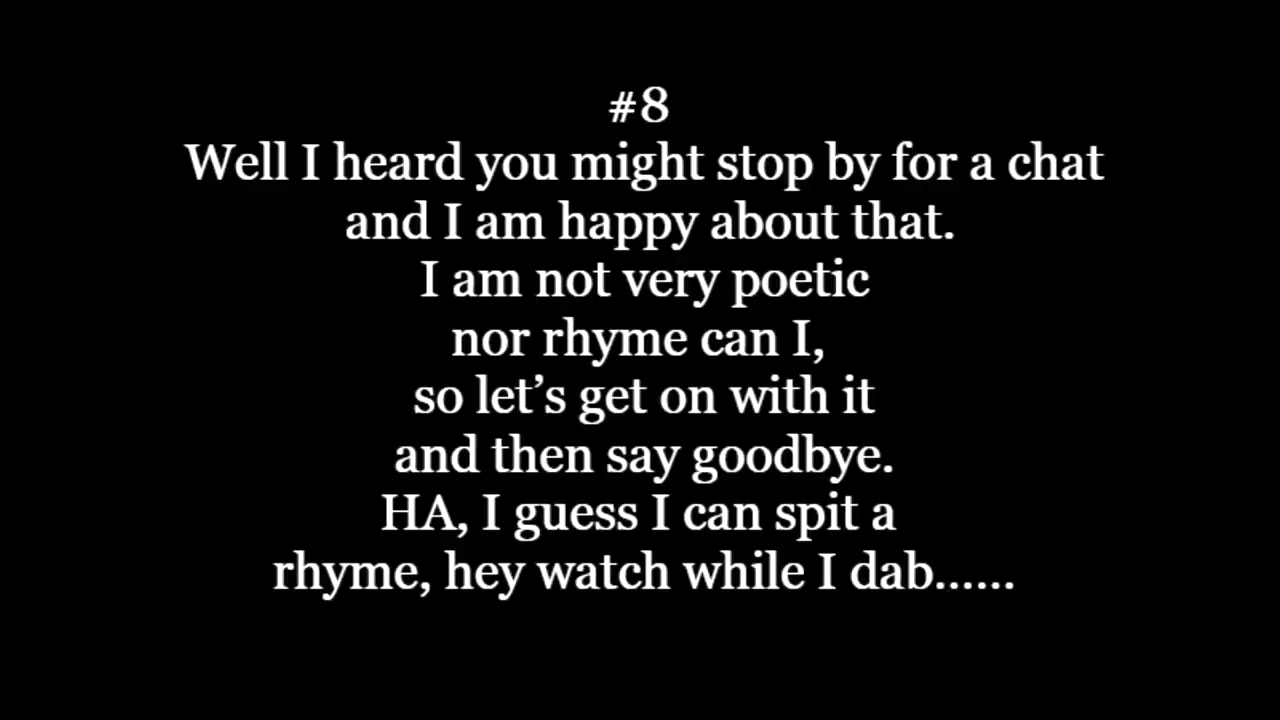 #8
Well I heard you might stop by for a chat
and I am happy about that.
I am not very poetic
nor rhyme can I,
so let’s get on with it
and then say goodbye.
HA, I guess I can spit a
rhyme, hey watch while I dab......